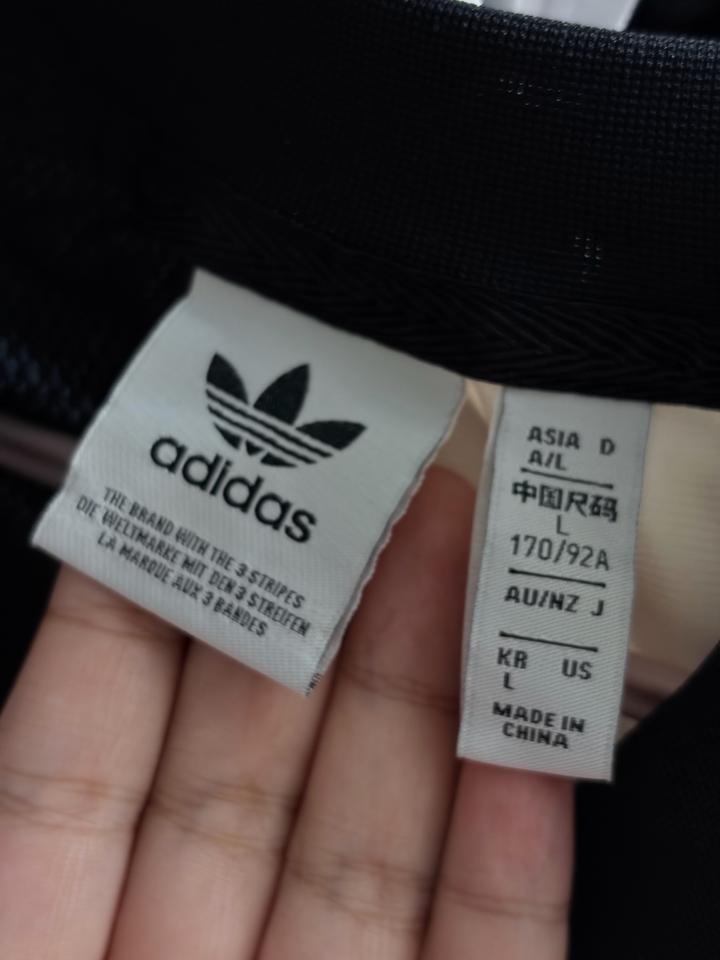 adidas
THE BRAND WITH THE 3 STRIPES
DIE WELTMARKE MIT DEN 3 STREIFEN
LA MARQUE AUX 3 BANDES
ASIA D
A/L
中国尺码
L
170/92A
AU/NZ J
KR US
L
MADE IN
CHINA